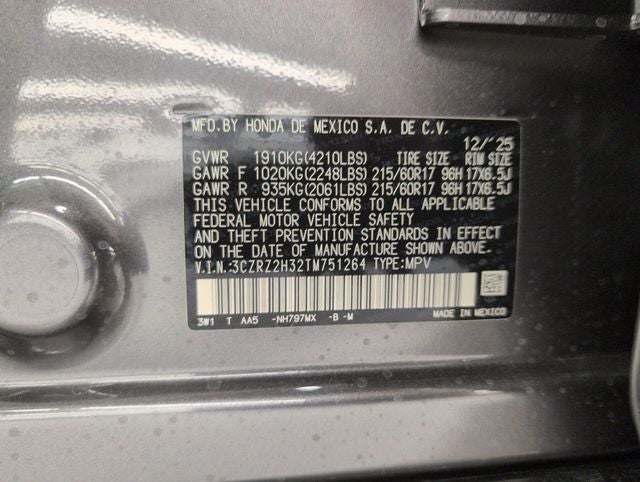 MFD.BY HONDA DE MEXICO S.A. DE C.V.
12/'25
GVWR 1910KG(4210LBS) TIRE SIZE RIM SIZE
GAWR F 1020KG(2248LBS) 215/60R17 96H 17X6.5J
GAWR R 935KG(2061LBS) 215/60R17 96H 17X6.5J
THIS VEHICLE CONFORMS TO ALL APPLICABLE
FEDERAL MOTOR VEHICLE SAFETY
AND THEFT PREVENTION STANDARDS IN EFFECT
ON THE DATE OF MANUFACTURE SHOWN ABOVE.
V.I.N.:3CZRZ2H32TM751264 TYPE:MPV
3W1 T AA5 -NH797MX -B -M MADE IN MEXICO